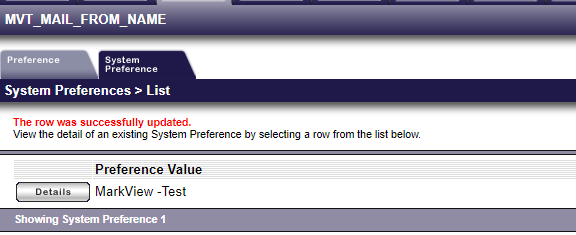 MVT_MAIL_FROM_NAME
Preference
System
Preference
System Preferences > List
The row was successfully updated.
View the detail of an existing System Preference by selecting a row from the list below.
Preference Value
Details
MarkView -Test
Showing System Preference 1